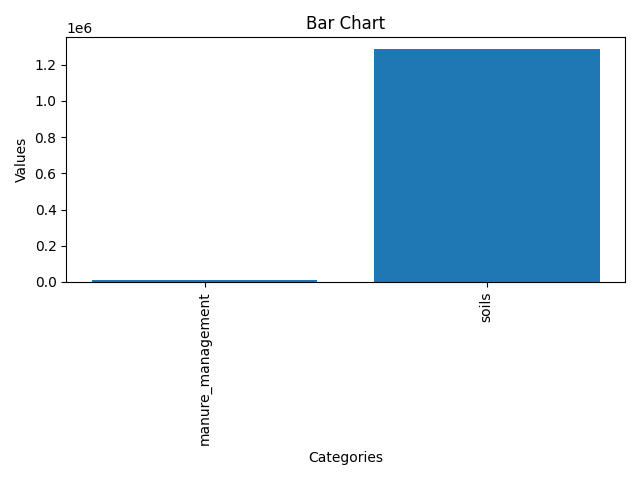 Bar Chart
1e6
1.2
1.0
0.8
0.6
0.4
0.2
0.0
Values
manure_management
soils
Categories